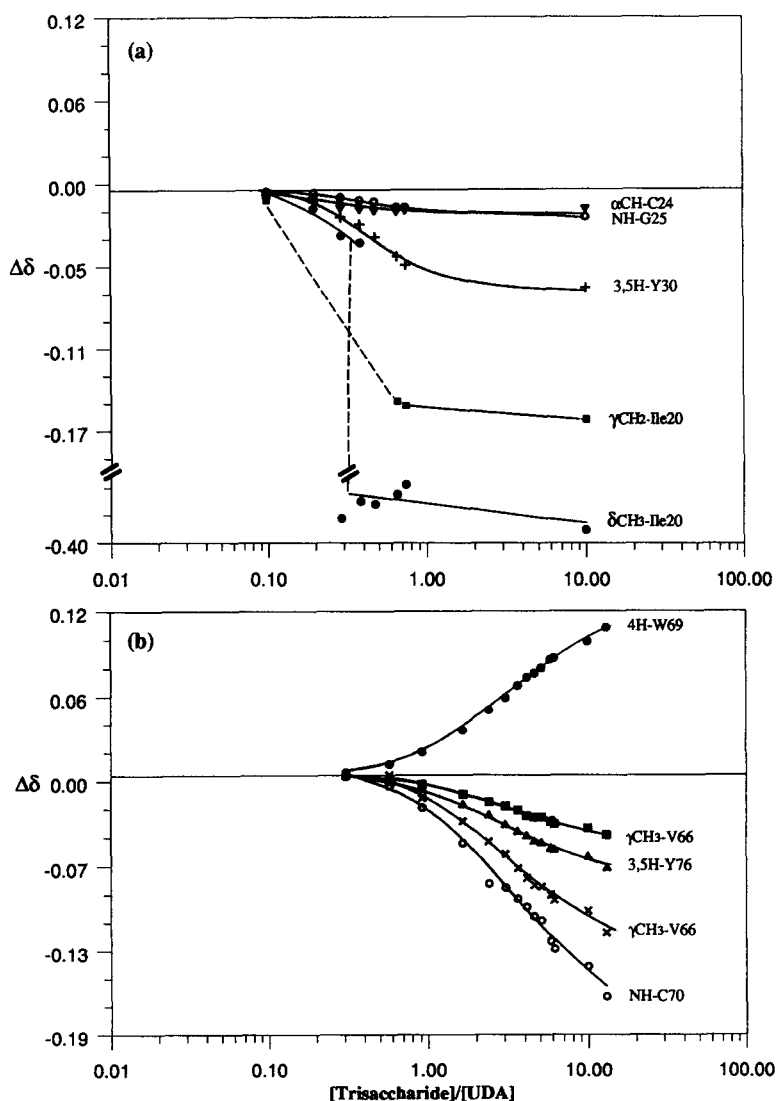 (a)
0.12
0.06
0.00
-0.05
-0.11
-0.17
-0.40
Δδ
αCH-C24
NH-G25
3,5H-Y30
γCH2-Ile20
δCH3-Ile20
0.01
0.10
1.00
10.00
100.00
(b)
0.12
0.06
0.00
-0.07
-0.13
-0.19
Δδ
4H-W69
γCH3-V66
3,5H-Y76
γCH3-V66
NH-C70
0.01
0.10
1.00
10.00
100.00
[Trisaccharide]/[UDA]